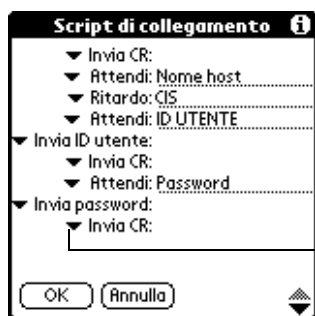 Script di collegamento
Invia CR:
Attendi: Nome host
Ritardo: CIS
Attendi: ID UTENTE
Invia ID utente:
Invia CR:
Attendi: Password
Invia password:
Invia CR:
OK Annulla